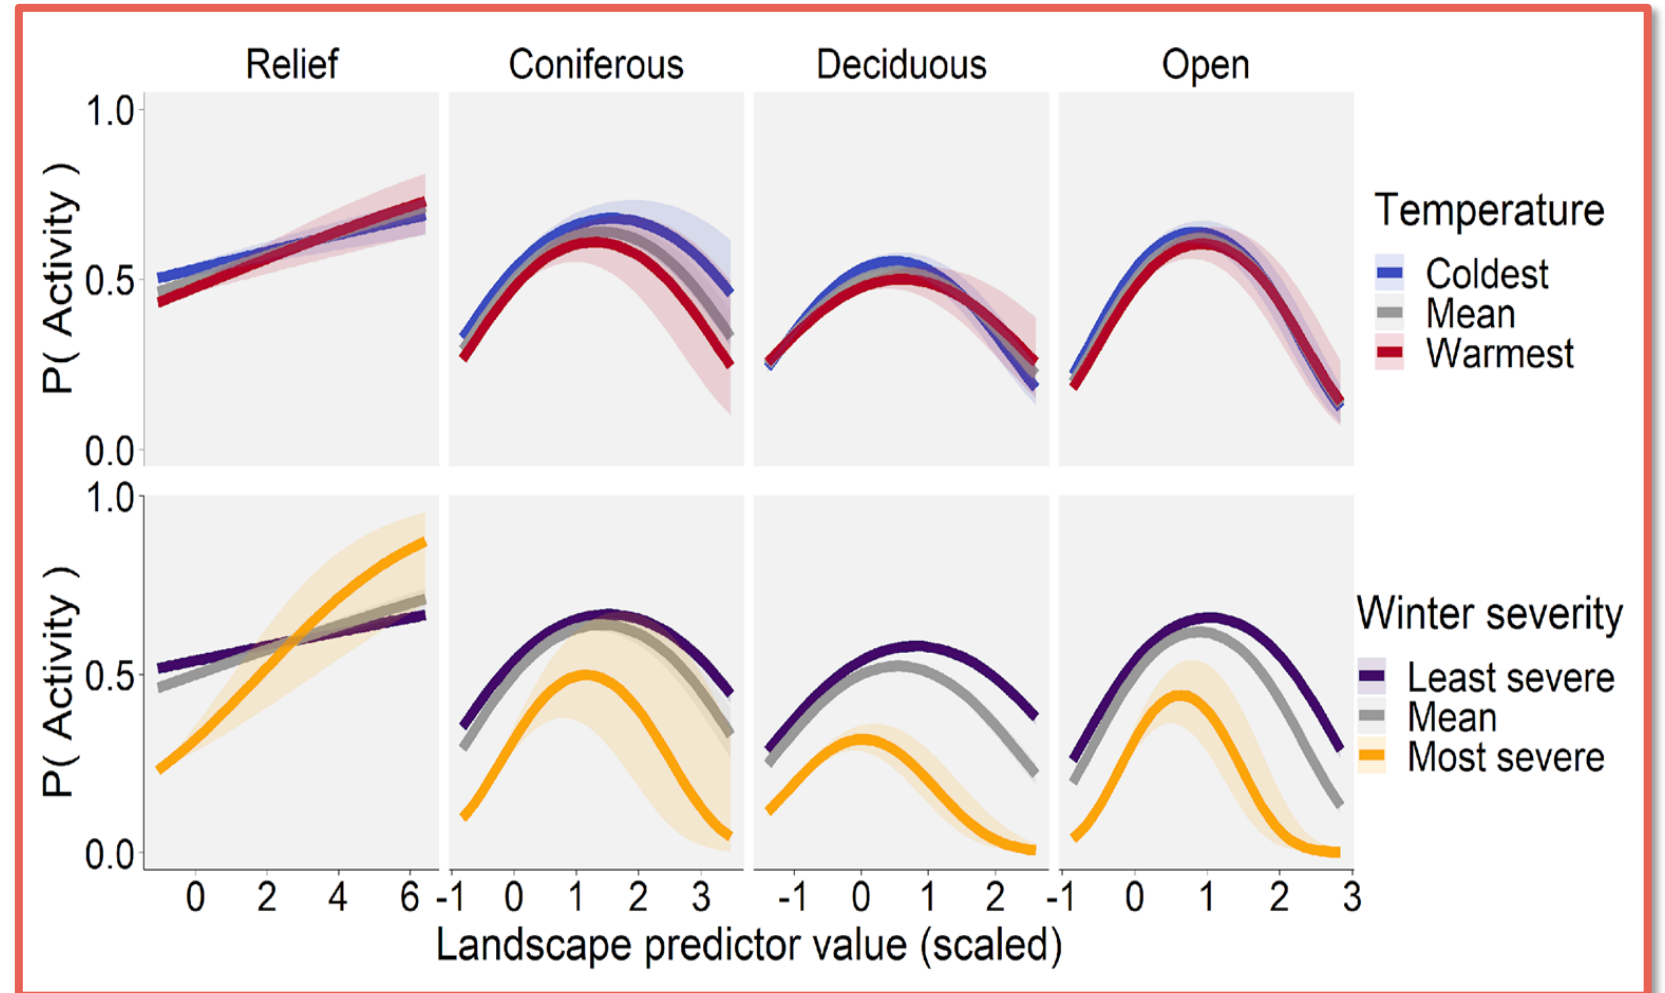 Relief Coniferous Deciduous Open
1.0
0.5
0.0
P( Activity )
Temperature
Coldest
Mean
Warmest
1.0
0.5
0.0
P( Activity )
Winter severity
Least severe
Mean
Most severe
0 2 4 6 -1 0 1 2 3 -1 0 1 2 -1 0 1 2 3
Landscape predictor value (scaled)